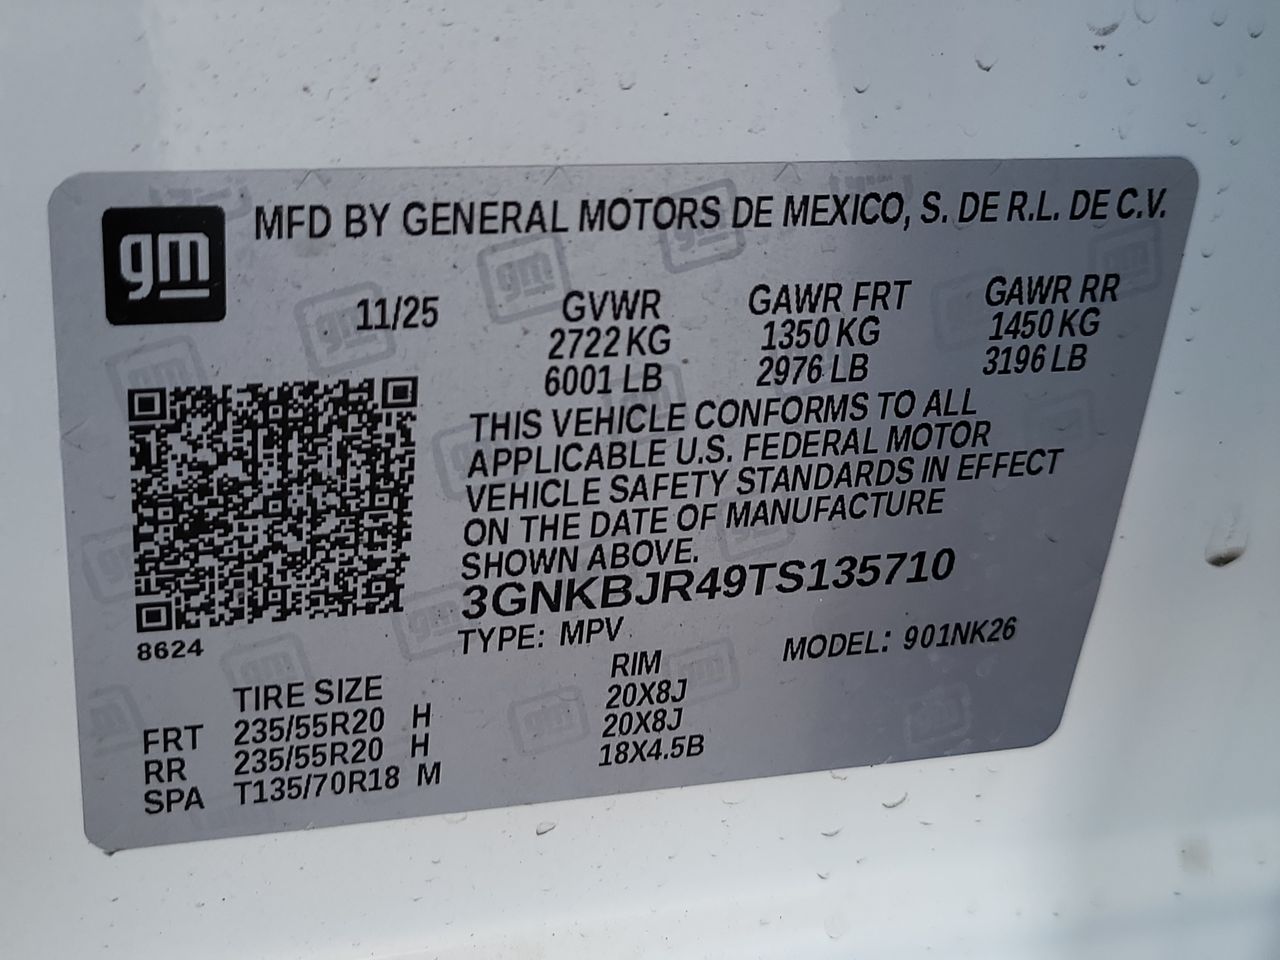 gm
MFD BY GENERAL MOTORS DE MEXICO, S. DE R.L. DE C.V.
11/25 GVWR GAWR FRT GAWR RR
2722 KG 1350 KG 1450 KG
6001 LB 2976 LB 3196 LB
THIS VEHICLE CONFORMS TO ALL
APPLICABLE U.S. FEDERAL MOTOR
VEHICLE SAFETY STANDARDS IN EFFECT
ON THE DATE OF MANUFACTURE
SHOWN ABOVE.
3GNKBJR49TS135710
8624
TYPE: MPV MODEL: 901NK26
TIRE SIZE RIM
FRT 235/55R20 H 20X8J
RR 235/55R20 H 20X8J
SPA T135/70R18 M 18X4.5B